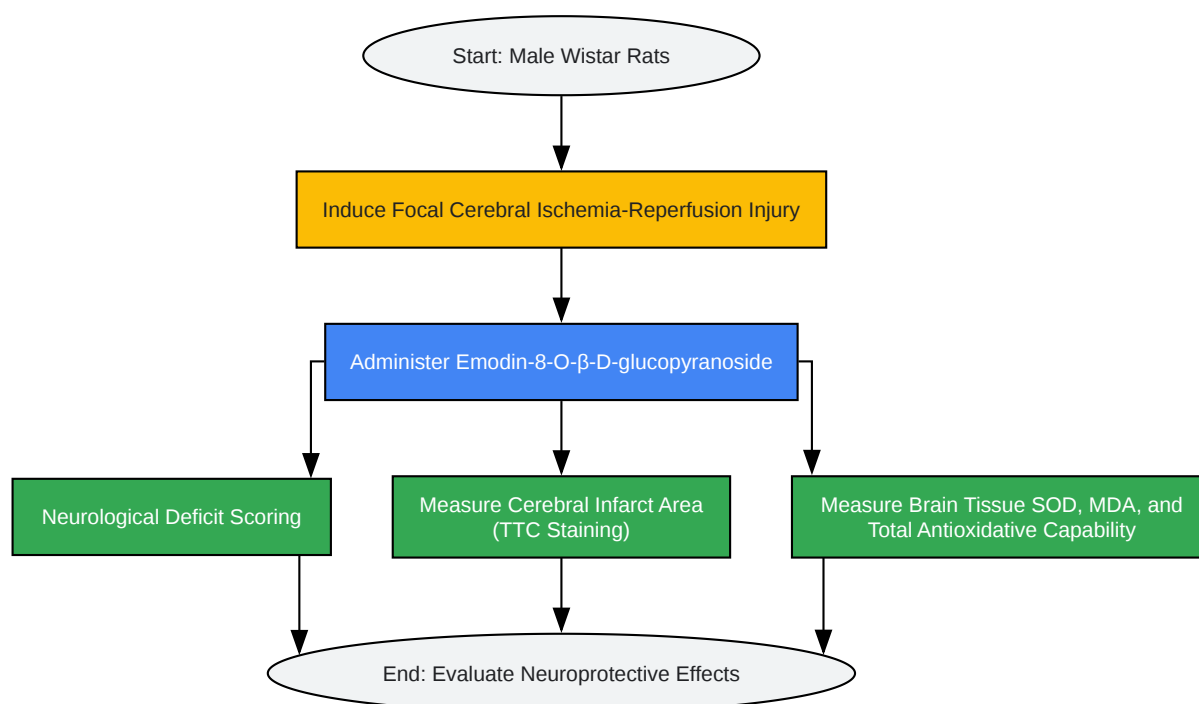 Start: Male Wistar Rats
Induce Focal Cerebral Ischemia-Reperfusion Injury
Administer Emodin-8-O-β-D-glucopyranoside
Neurological Deficit Scoring
Measure Cerebral Infarct Area
(TTC Staining)
Measure Brain Tissue SOD, MDA, and
Total Antioxidative Capability
End: Evaluate Neuroprotective Effects